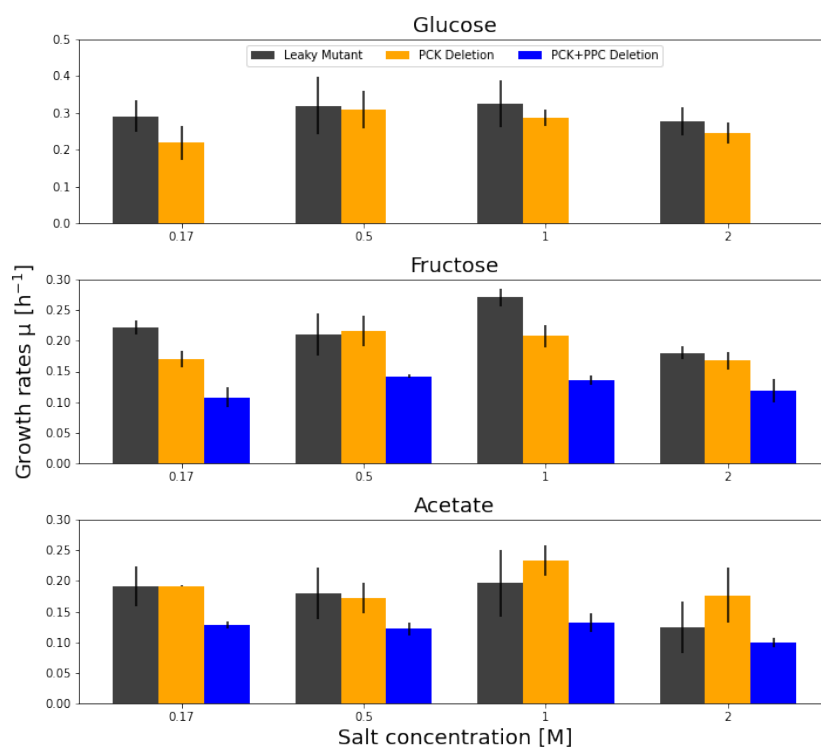 Glucose
Leaky Mutant PCK Deletion PCK+PPC Deletion
0.5
0.4
0.3
0.2
0.1
0.0
0.17 0.5 1 2
Fructose
Growth rates μ [h⁻¹]
0.30
0.25
0.20
0.15
0.10
0.05
0.00
0.17 0.5 1 2
Acetate
0.30
0.25
0.20
0.15
0.10
0.05
0.00
0.17 0.5 1 2
Salt concentration [M]